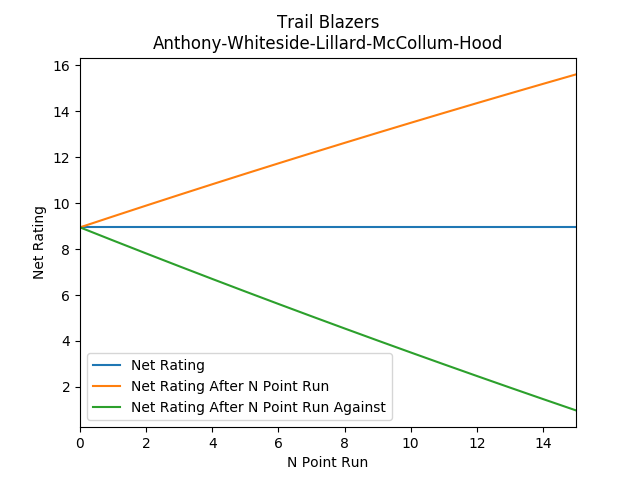 Trail Blazers
Anthony-Whiteside-Lillard-McCollum-Hood
16
14
12
10
8
6
4
2
Net Rating
Net Rating
Net Rating After N Point Run
Net Rating After N Point Run Against
0 2 4 6 8 10 12 14
N Point Run